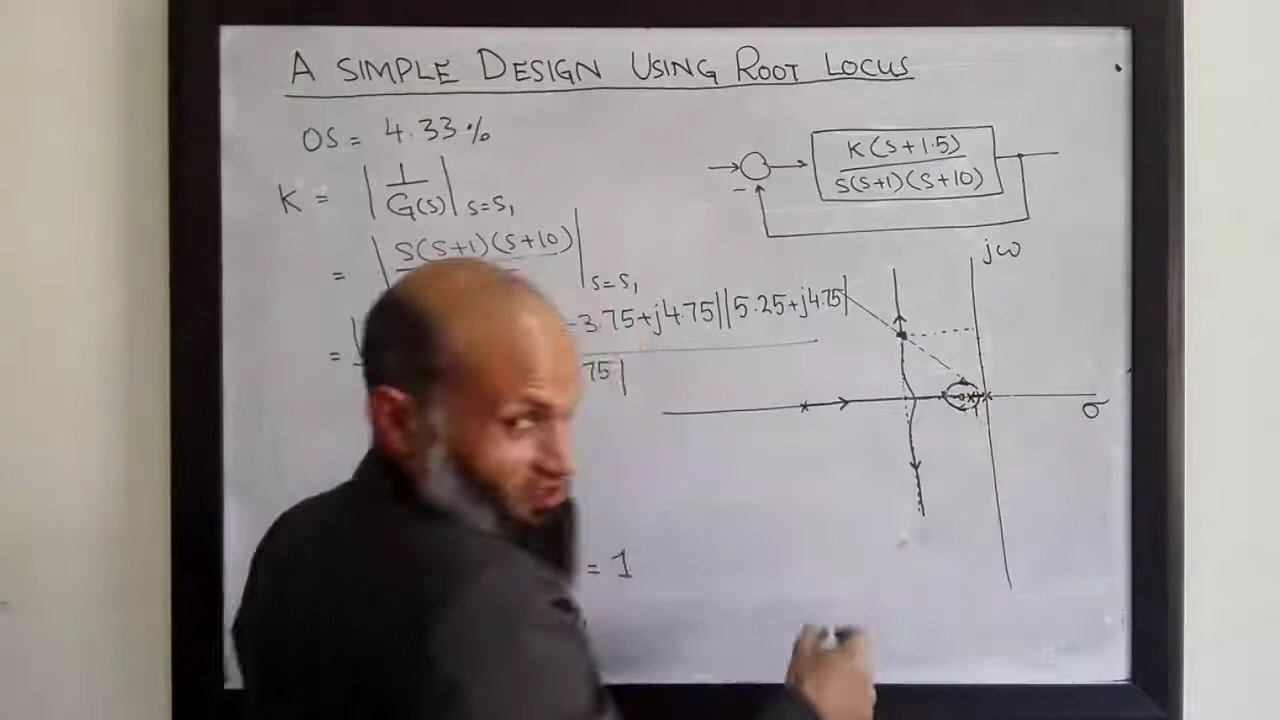 A SIMPLE DESIGN USING ROOT LOCUS
OS = 4.33%
K = | 1 / G(s) | s=s₁
= | s(s+1)(s+10) | s=s₁
= | -3.75+j4.75||5.25+j4.75|
75|
= 1
K(s+1.5)
s(s+1)(s+10)
-
jω
σ